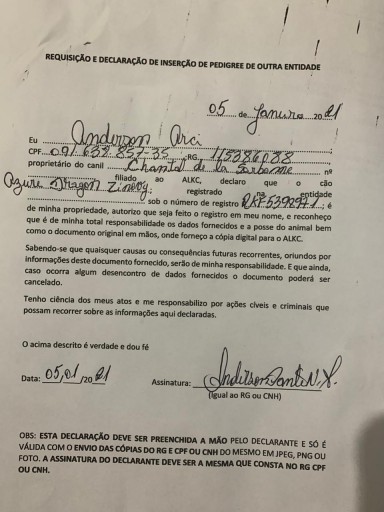 REQUISIÇÃO E DECLARAÇÃO DE INSERÇÃO DE PEDIGREE DE OUTRA ENTIDADE
05 de Janeiro 2021
Eu Anderson Arci
CPF 091.638.857-35 RG 115386088
proprietário do canil Chantal de la Sorbonne nº
filiado ao ALKC, declaro que o cão
Azure Dragon registrado na entidade
sob o número de registro ; é
de minha propriedade, autorizo que seja feito o registro em meu nome, e reconheço
que é de minha total responsabilidade os dados fornecidos e a posse do animal bem
como o documento original em mãos, onde forneço a cópia digital para o ALKC.
Sabendo-se que quaisquer causas ou consequências futuras recorrentes, oriundos por
informações deste documento fornecido, serão de minha responsabilidade. E que ainda,
caso ocorra algum desencontro de dados fornecidos o documento poderá ser
cancelado.
Tenho ciência dos meus atos e me responsabilizo por ações cíveis e criminais que
possam recorrer sobre as informações aqui declaradas.
O acima descrito é verdade e dou fé
Data: 05/01/2021 Assinatura: Anderson
(Igual ao RG ou CNH)
OBS: ESTA DECLARAÇÃO DEVE SER PREENCHIDA A MÃO PELO DECLARANTE E SÓ É
VÁLIDA COM O ENVIO DAS CÓPIAS DO RG E CPF OU CNH DO MESMO EM JPEG, PNG OU
FOTO. A ASSINATURA DO DECLARANTE DEVE SER A MESMA QUE CONSTA NO RG CPF
OU CNH.